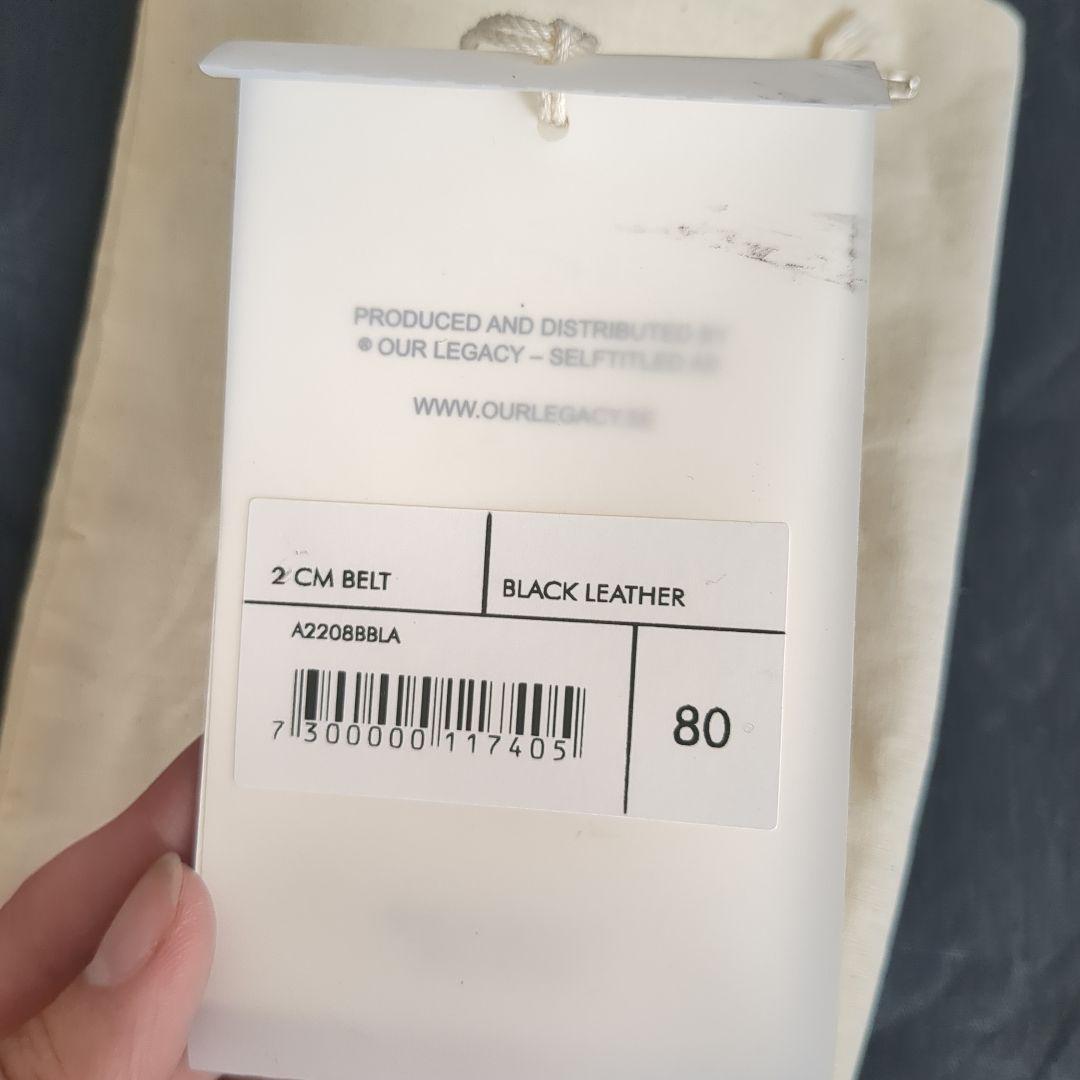 PRODUCED AND DISTRIBUTED BY
® OUR LEGACY – SELFTITLED AB
WWW.OURLEGACY.SE
2 CM BELT
BLACK LEATHER
A2208BBLA
7 300000 117405
80